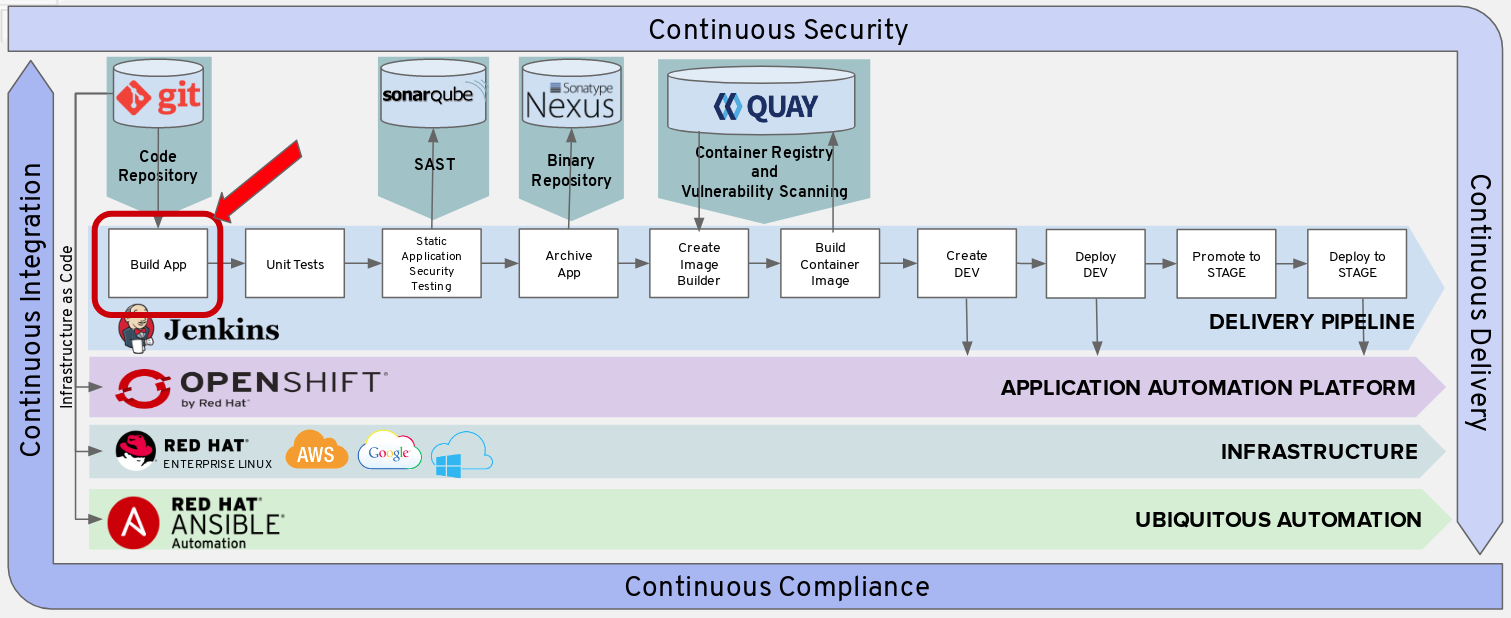 Continuous Security
git
Code
Repository
sonarqube
SAST
Sonatype
Nexus
Binary
Repository
QUAY
Container Registry
and
Vulnerability Scanning
Continuous Integration
Infrastructure as Code
Build App
Unit Tests
Static
Application
Security
Testing
Archive
App
Create
Image
Builder
Build
Container
Image
Create
DEV
Deploy
DEV
Promote to
STAGE
Deploy to
STAGE
Jenkins
DELIVERY PIPELINE
Continuous Delivery
OPENSHIFT®
by Red Hat®
APPLICATION AUTOMATION PLATFORM
RED HAT®
ENTERPRISE LINUX
AWS
Google
INFRASTRUCTURE
A
RED HAT®
ANSIBLE®
Automation
UBIQUITOUS AUTOMATION
Continuous Compliance